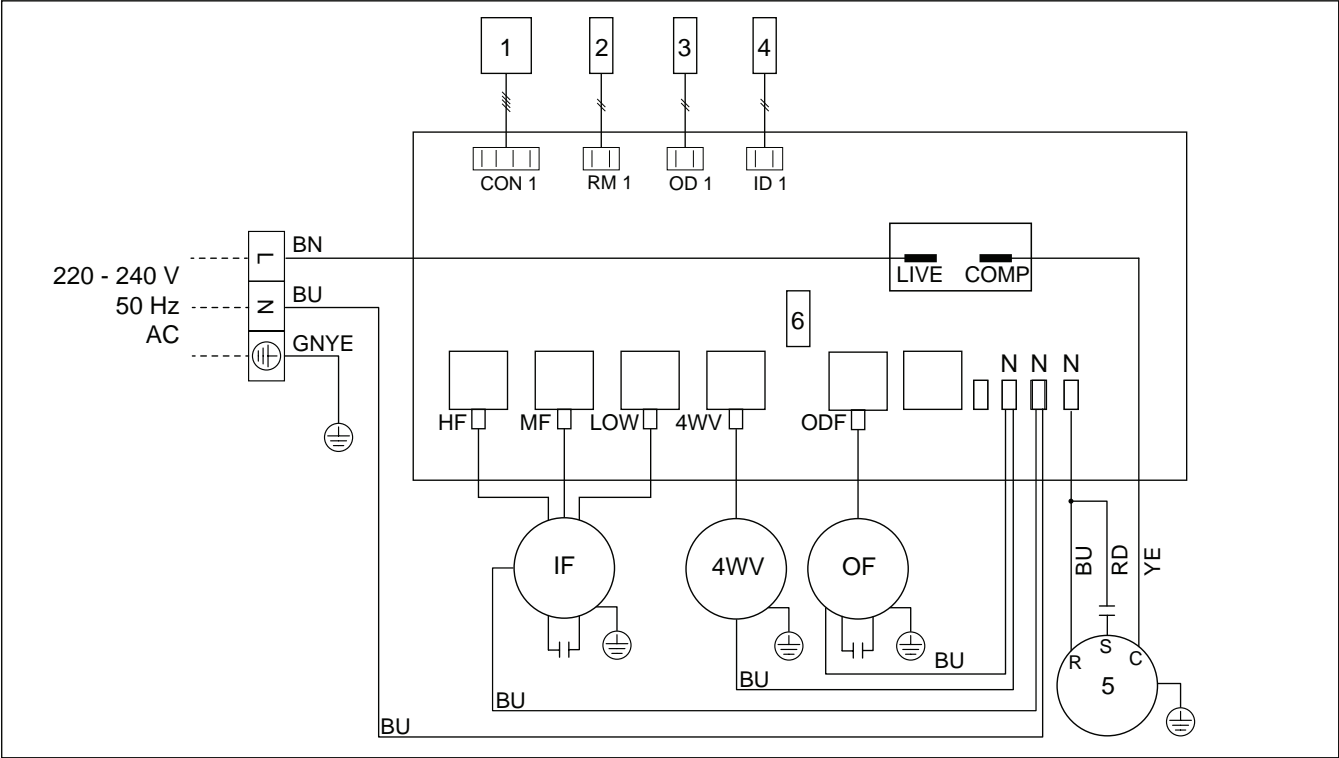 1 2 3 4
CON 1 RM 1 OD 1 ID 1
L BN
220 - 240 V
50 Hz
AC
LIVE COMP
N BU
6
GNYE
N N N
HF MF LOW 4WV ODF
IF 4WV OF
BU RD YE
R S C
5
BU
BU
BU
BU